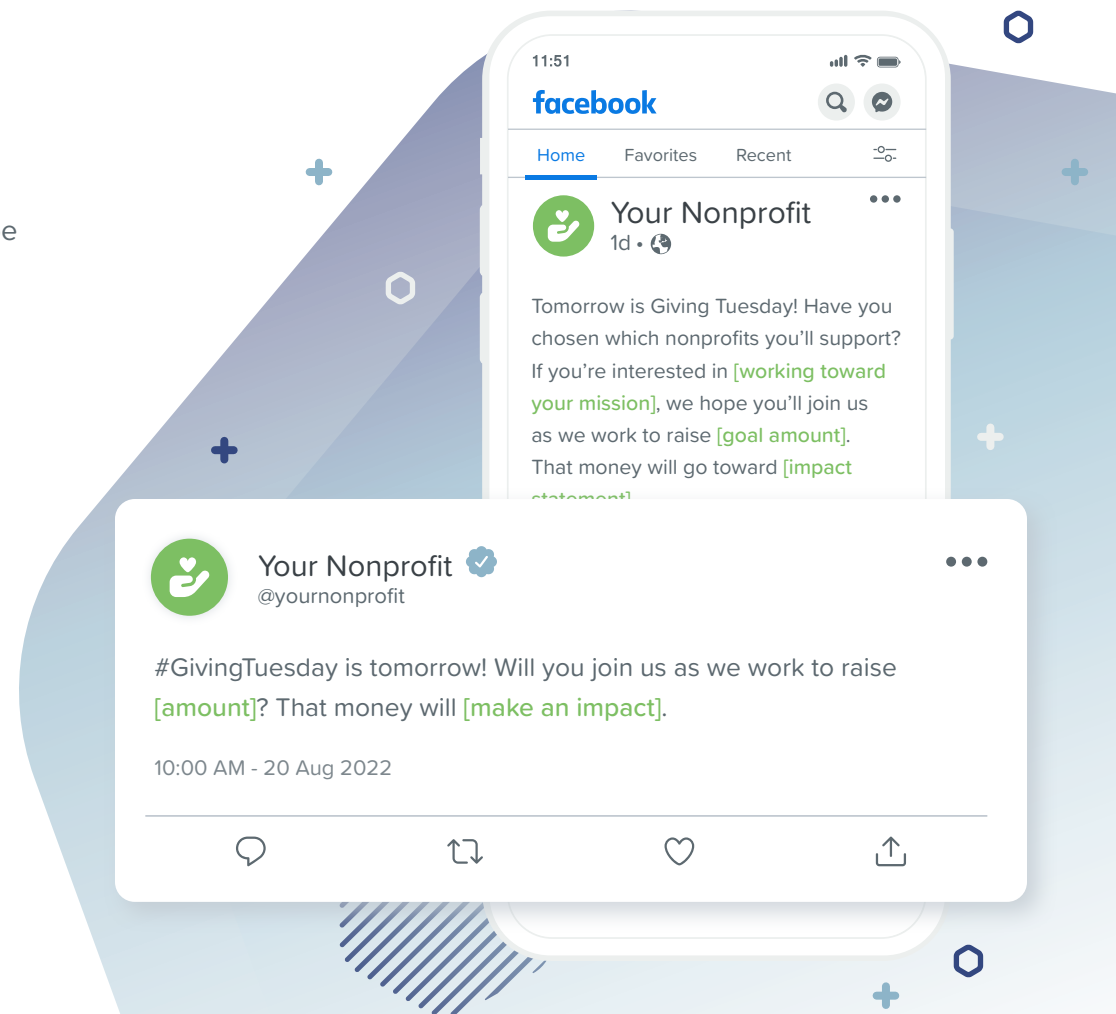 e
11:51
facebook
Home Favorites Recent
Your Nonprofit
1d •
Tomorrow is Giving Tuesday! Have you
chosen which nonprofits you’ll support?
If you’re interested in [working toward
your mission], we hope you’ll join us
as we work to raise [goal amount].
That money will go toward [impact
statement]
Your Nonprofit
@yournonprofit
#GivingTuesday is tomorrow! Will you join us as we work to raise
[amount]? That money will [make an impact].
10:00 AM - 20 Aug 2022